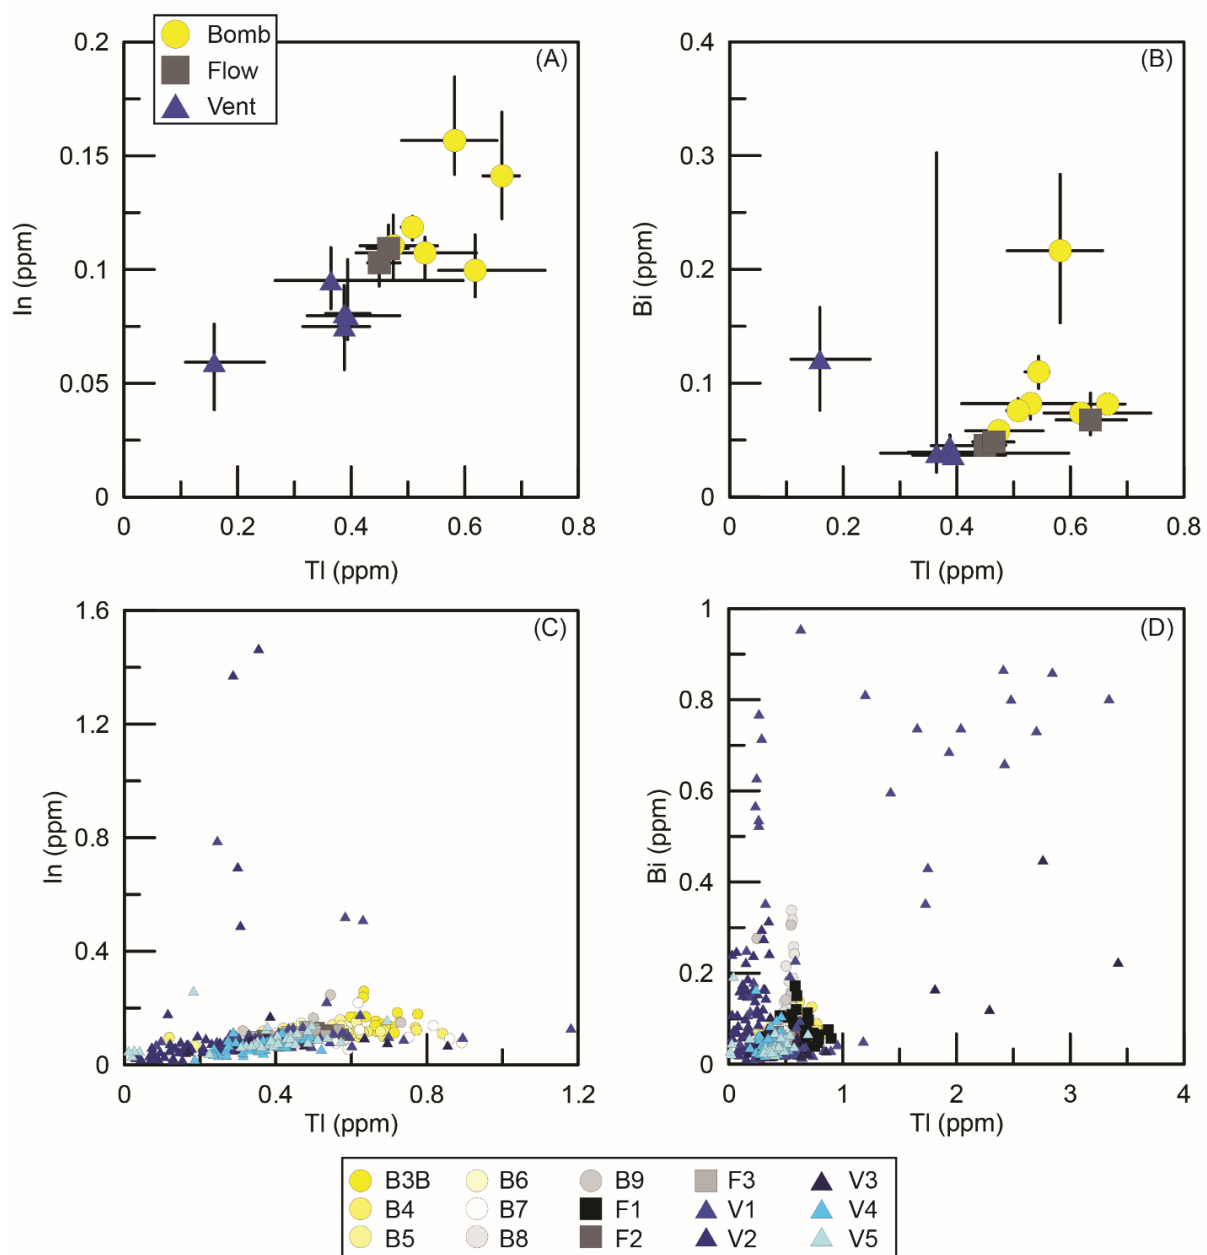 Bomb
Flow
Vent
(A)
0.2
0.15
0.1
0.05
0
In (ppm)
0 0.2 0.4 0.6 0.8
Tl (ppm)
(B)
0.4
0.3
0.2
0.1
0
Bi (ppm)
0 0.2 0.4 0.6 0.8
Tl (ppm)
(C)
1.6
1.2
0.8
0.4
0
In (ppm)
0 0.4 0.8 1.2
Tl (ppm)
(D)
1
0.8
0.6
0.4
0.2
0
Bi (ppm)
0 1 2 3 4
Tl (ppm)
B3B B6 B9 F3 V3
B4 B7 F1 V1 V4
B5 B8 F2 V2 V5